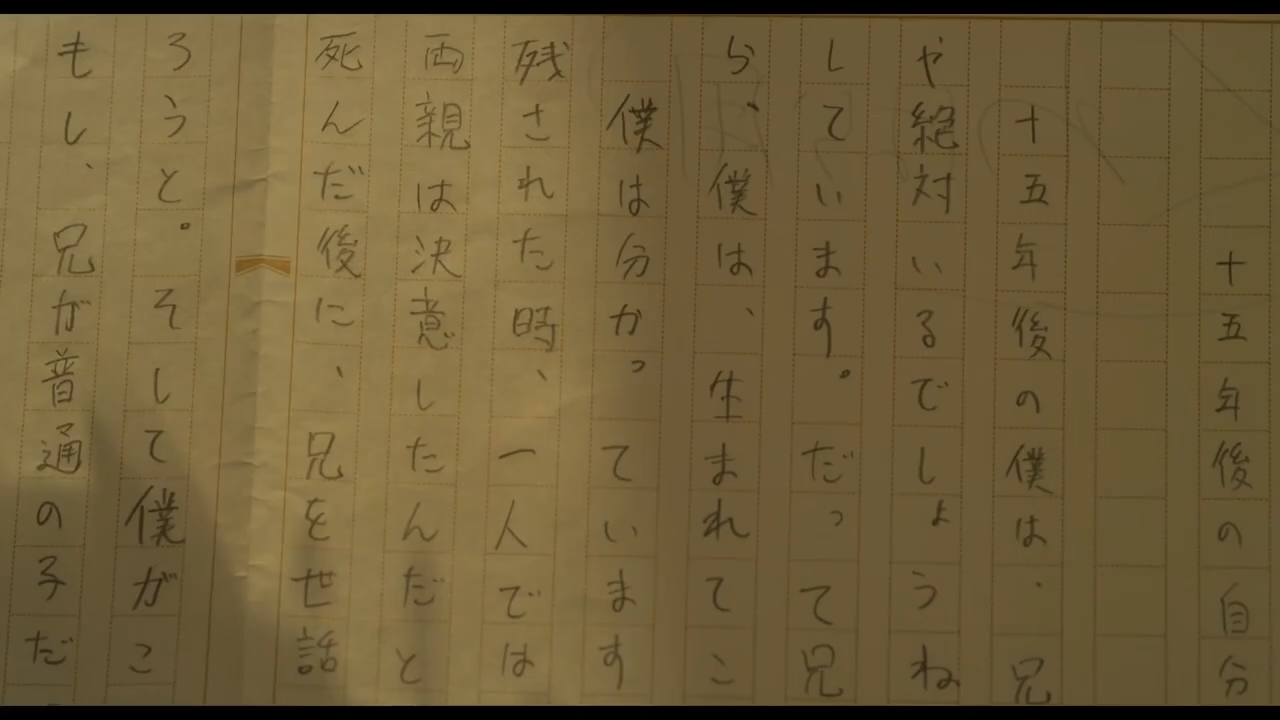 十五年後の自分
十五年後の僕は、兄
や絶対いるでしょうね
しています。だって兄
ら、僕は、生まれてこ
僕は分かっています
残された時、一人では
両親は決意したんだと
死んだ後に、兄を世話
ろうと。そして僕がこ
もし、兄が普通の子だ